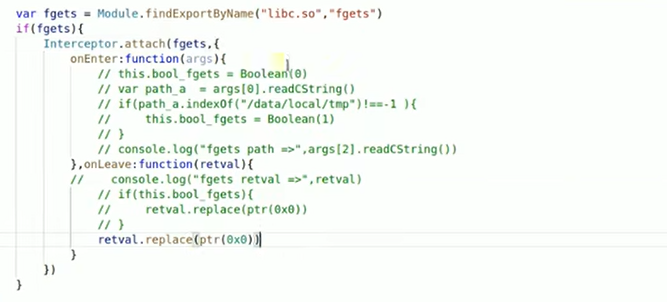 var fgets = Module.findExportByName("libc.so","fgets")
if(fgets){
    Interceptor.attach(fgets,{
        onEnter:function(args){
            // this.bool_fgets = Boolean(0)
            // var path_a  = args[0].readCString()
            // if(path_a.indexOf("/data/local/tmp")!==-1 ){
            //     this.bool_fgets = Boolean(1)
            // }
            // console.log("fgets path =>",args[2].readCString())
        },onLeave:function(retval){
        //    console.log("fgets retval =>",retval)
            // if(this.bool_fgets){
            //     retval.replace(ptr(0x0))
            // }
            retval.replace(ptr(0x0))
        }
    })
}